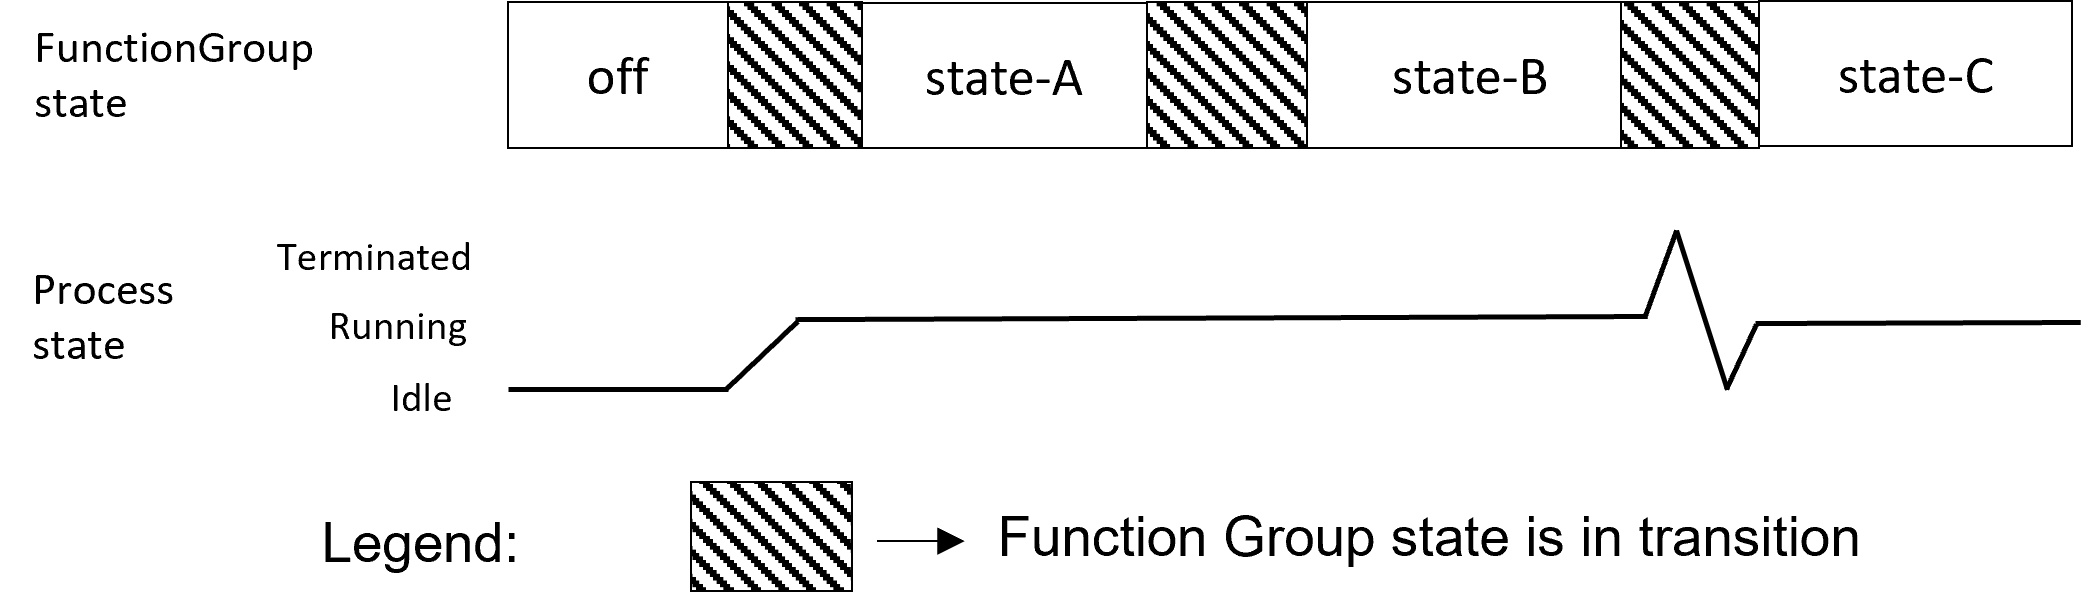 FunctionGroup
state
off
state-A
state-B
state-C
Process
state
Terminated
Running
Idle
Legend:
Function Group state is in transition